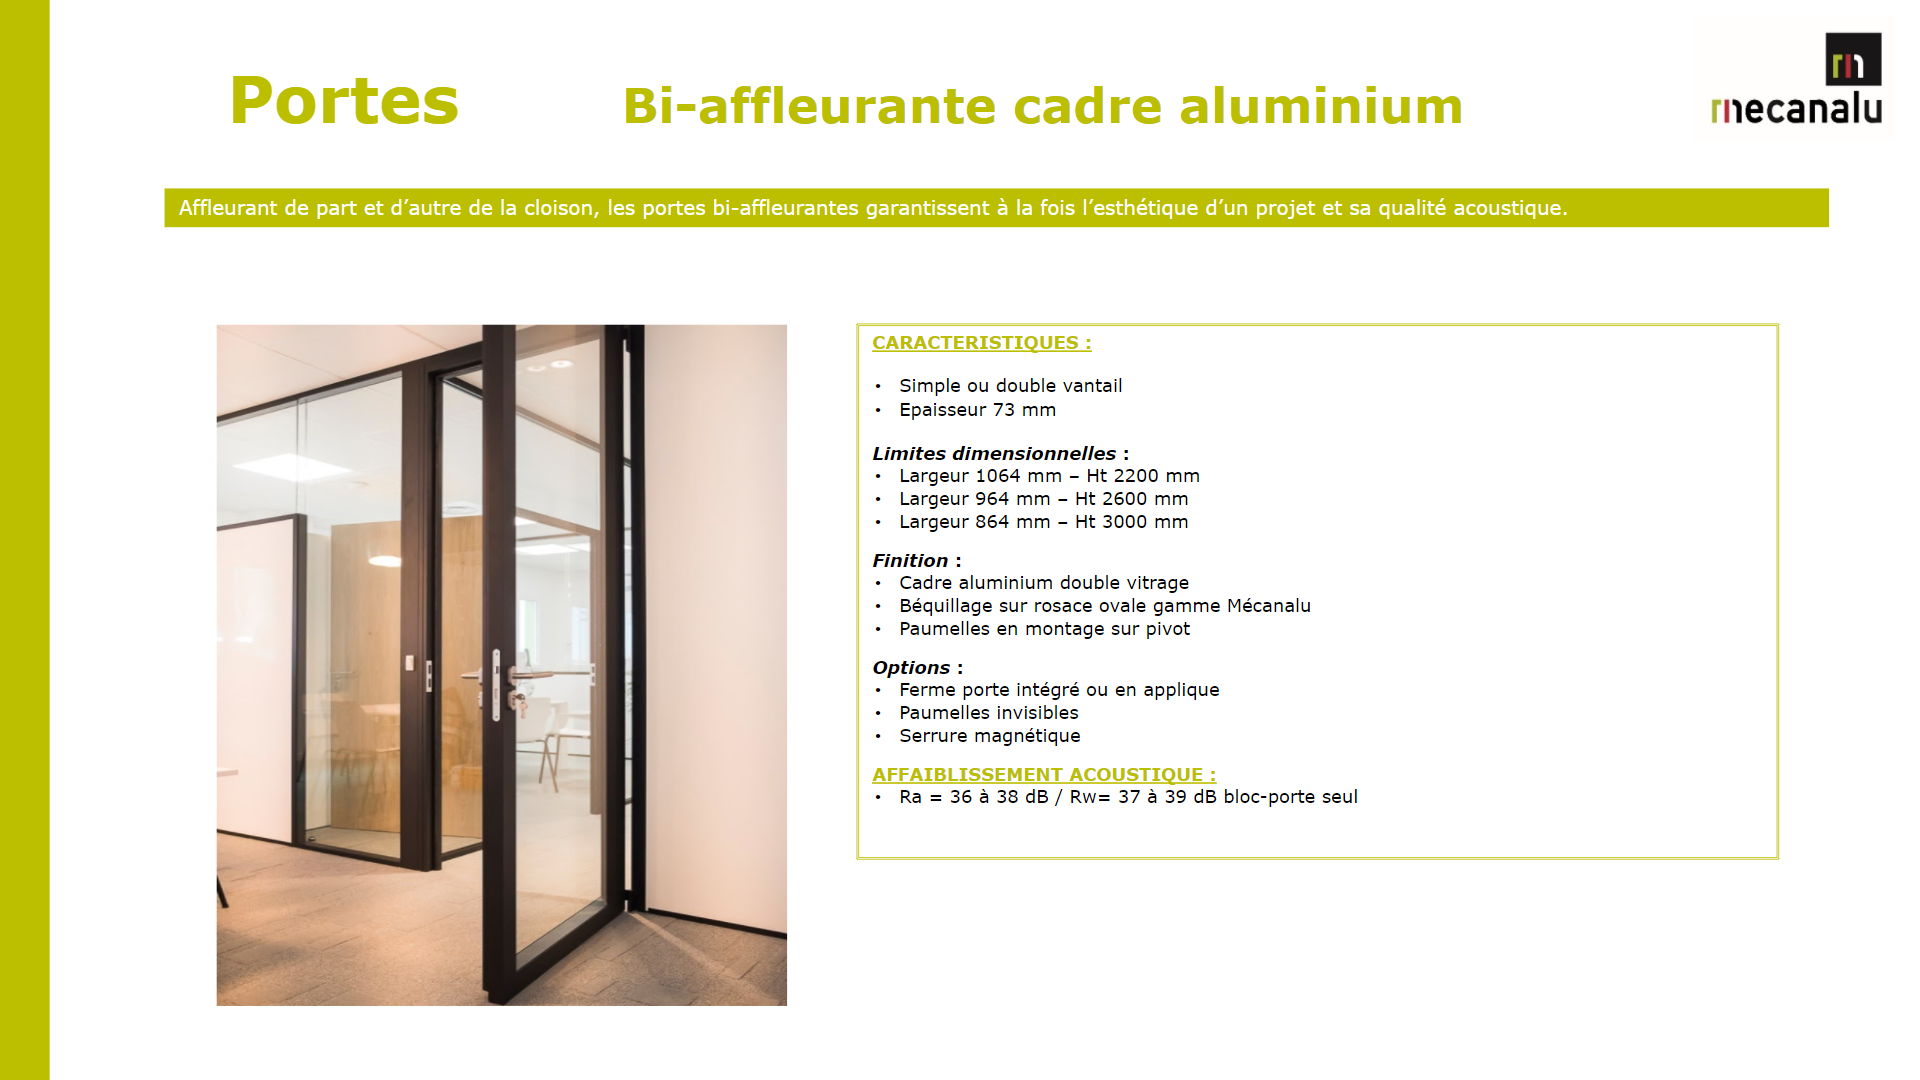 Portes
Bi-affleurante cadre aluminium
mecanalu
Affleurant de part et d’autre de la cloison, les portes bi-affleurantes garantissent à la fois l’esthétique d’un projet et sa qualité acoustique.
CARACTERISTIQUES :
• Simple ou double vantail
• Epaisseur 73 mm
Limites dimensionnelles :
• Largeur 1064 mm – Ht 2200 mm
• Largeur 964 mm – Ht 2600 mm
• Largeur 864 mm – Ht 3000 mm
Finition :
• Cadre aluminium double vitrage
• Béquillage sur rosace ovale gamme Mécanalu
• Paumelles en montage sur pivot
Options :
• Ferme porte intégré ou en applique
• Paumelles invisibles
• Serrure magnétique
AFFAIBLISSEMENT ACOUSTIQUE :
• Ra = 36 à 38 dB / Rw= 37 à 39 dB bloc-porte seul